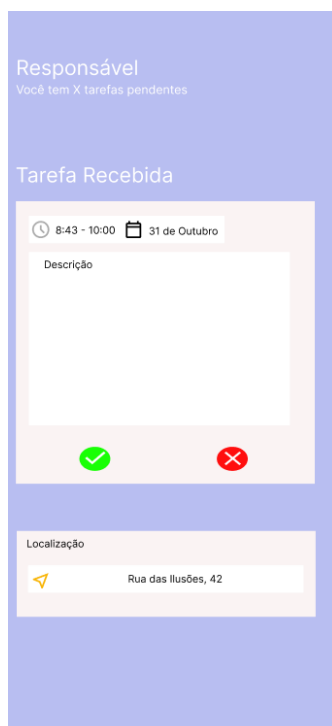 Responsável
Você tem X tarefas pendentes
Tarefa Recebida
8:43 - 10:00 31 de Outubro
Descrição
Localização
Rua das Ilusões, 42